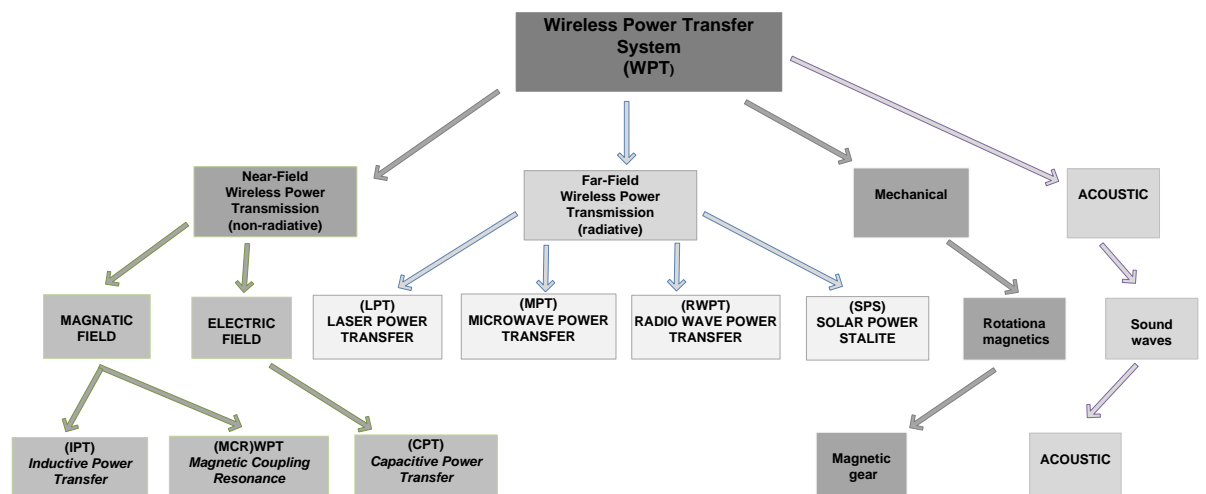 Wireless Power Transfer
System
(WPT)
Near-Field
Wireless Power
Transmission
(non-radiative)
Far-Field
Wireless Power
Transmission
(radiative)
Mechanical
ACOUSTIC
MAGNATIC
FIELD
ELECTRIC
FIELD
(LPT)
LASER POWER
TRANSFER
(MPT)
MICROWAVE POWER
TRANSFER
(RWPT)
RADIO WAVE POWER
TRANSFER
(SPS)
SOLAR POWER
STALITE
Rotationa
magnetics
Sound
waves
(IPT)
Inductive Power
Transfer
(MCR)WPT
Magnetic Coupling
Resonance
(CPT)
Capacitive Power
Transfer
Magnetic
gear
ACOUSTIC